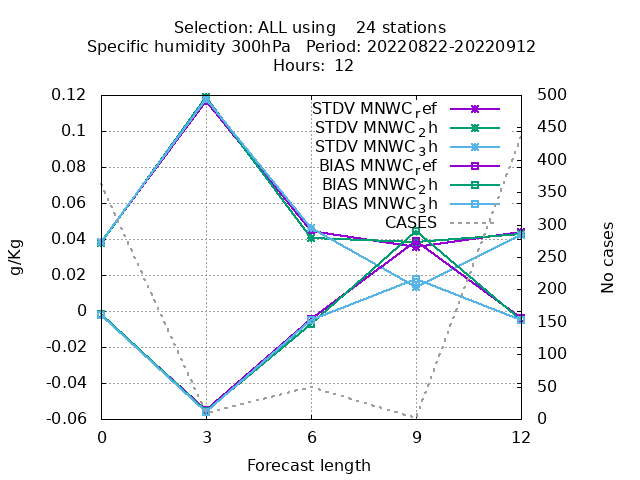 Selection: ALL using    24 stations
Specific humidity 300hPa   Period: 20220822-20220912
Hours:  12
0.12
0.1
0.08
0.06
0.04
0.02
0
-0.02
-0.04
-0.06
g/Kg
STDV MNWC_ref
STDV MNWC_2h
STDV MNWC_3h
BIAS MNWC_ref
BIAS MNWC_2h
BIAS MNWC_3h
CASES
500
450
400
350
300
250
200
150
100
50
0
No cases
0 3 6 9 12
Forecast length